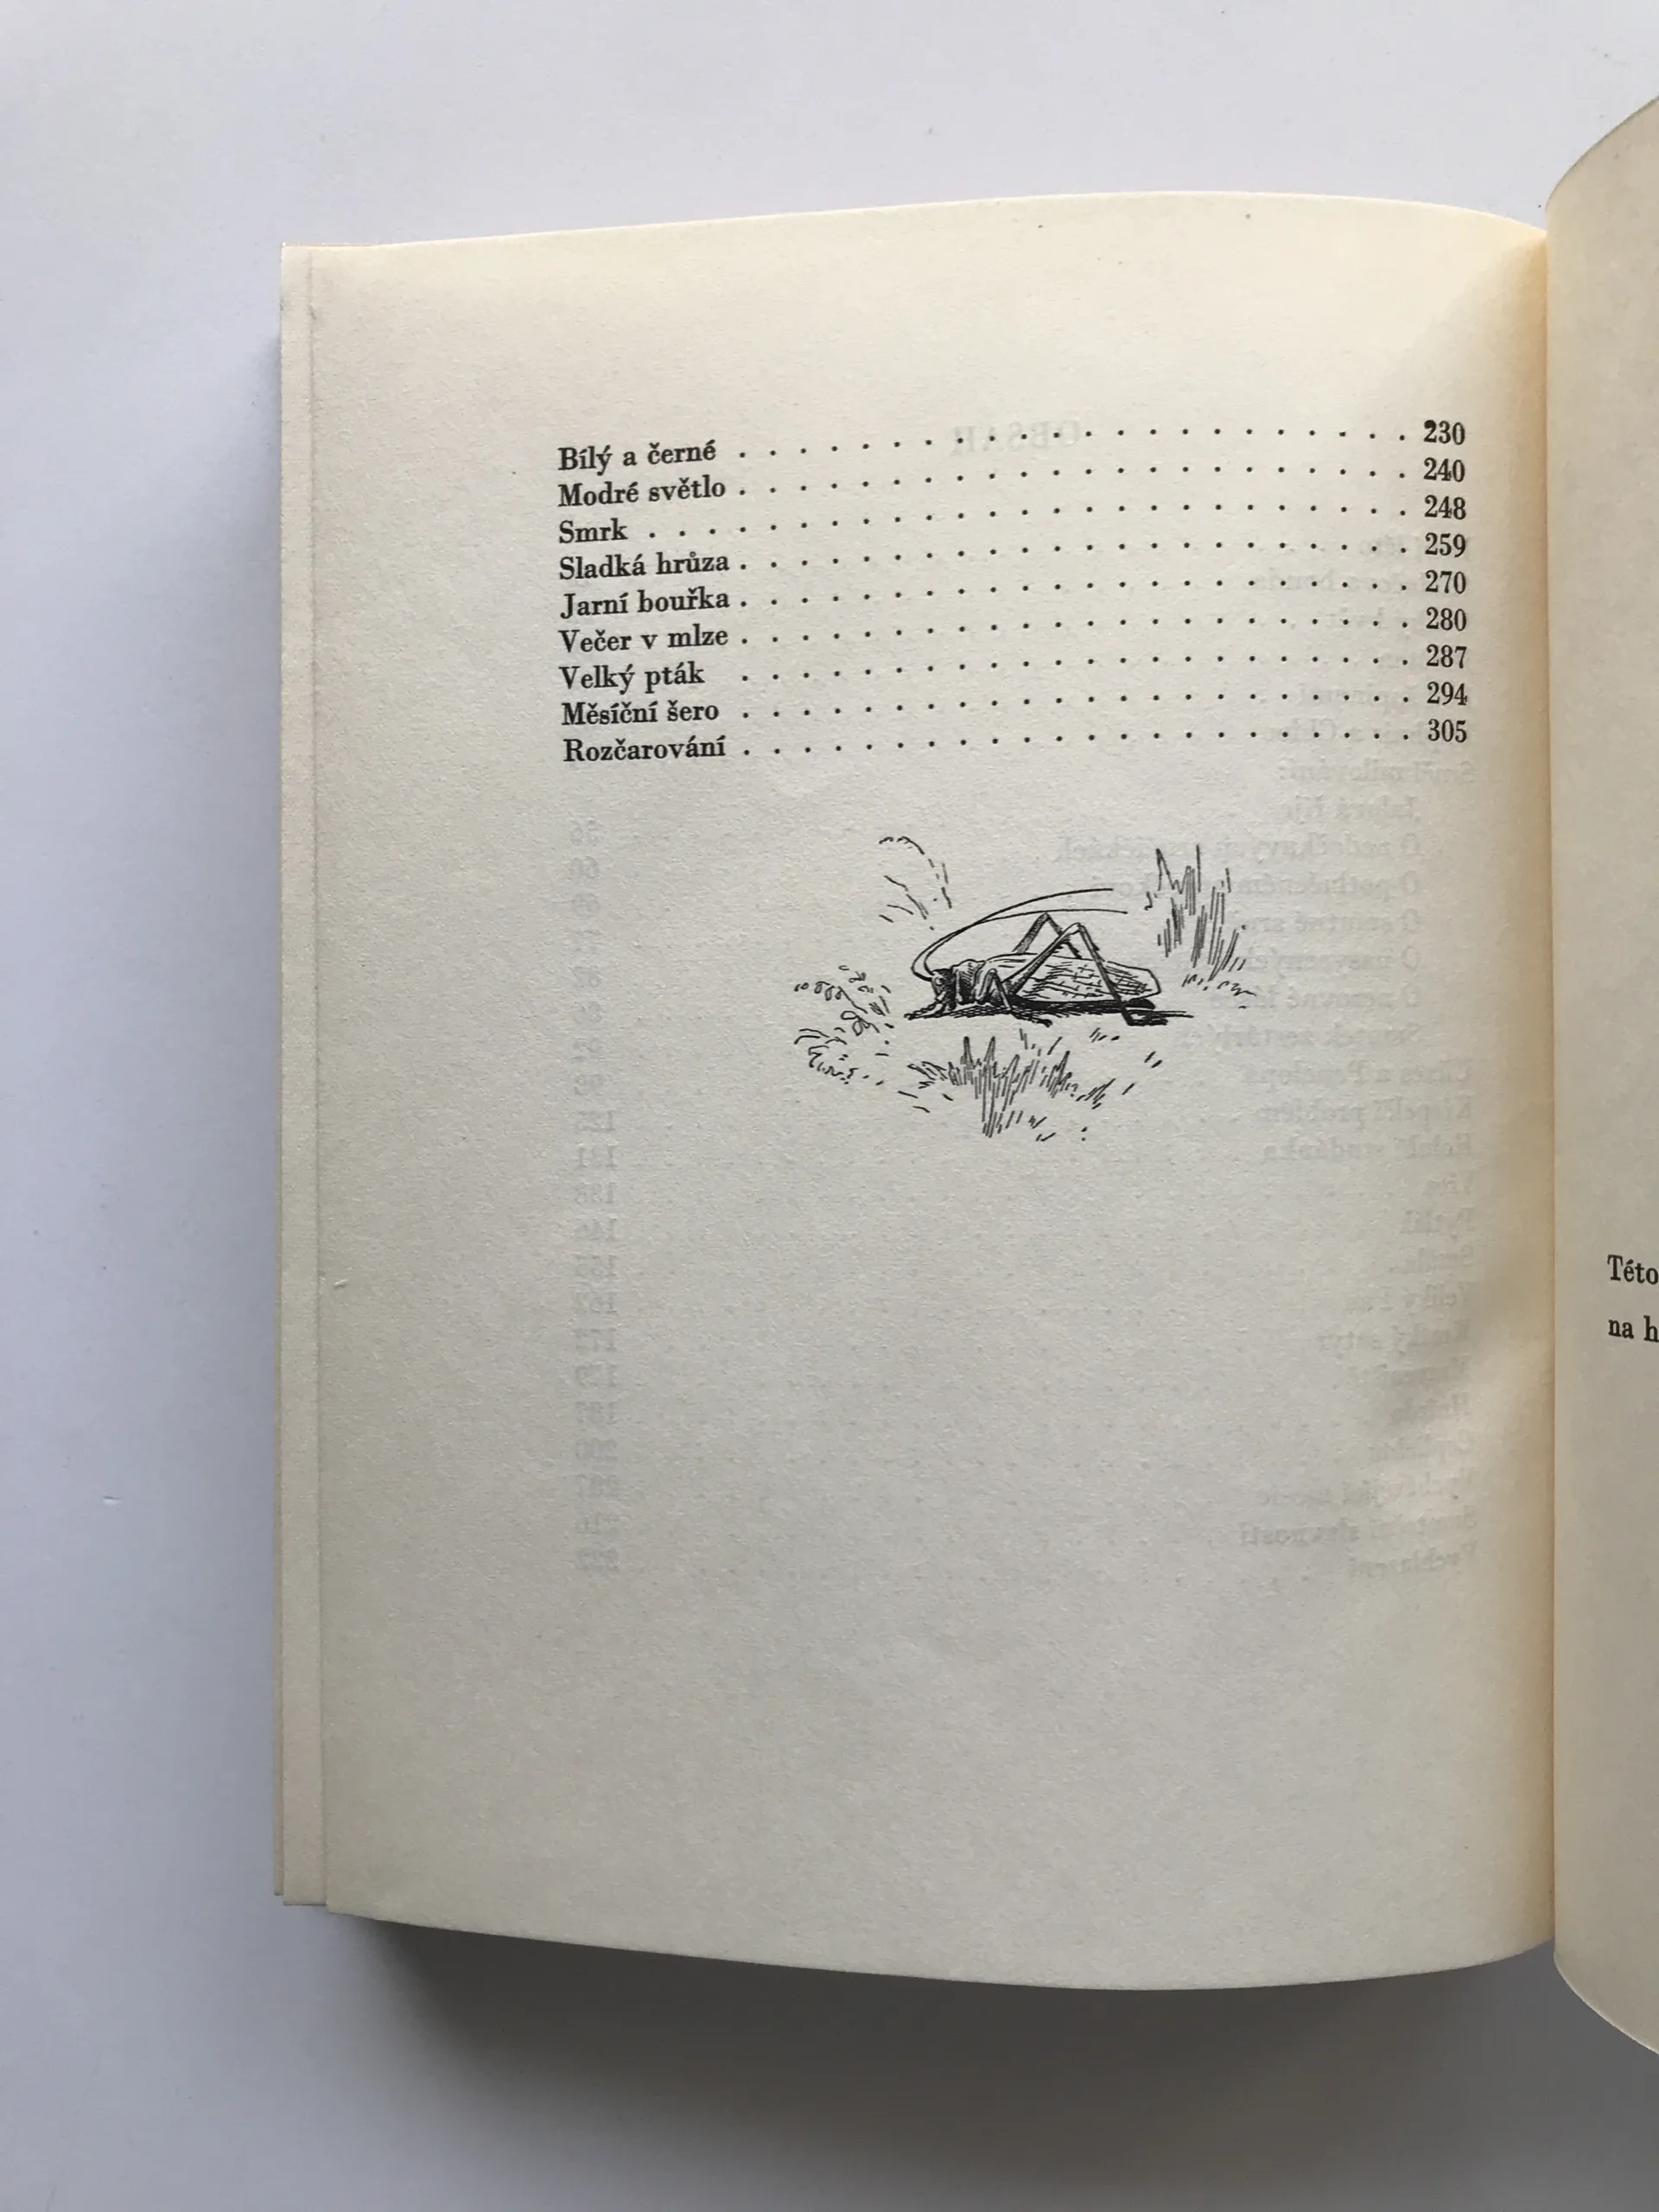 Bílý a černé . . . . . . . . . . . . . . . . . . . . . . 230
Modré světlo . . . . . . . . . . . . . . . . . . . . . . 240
Smrk . . . . . . . . . . . . . . . . . . . . . . . . . 248
Sladká hrůza . . . . . . . . . . . . . . . . . . . . . . 259
Jarní bouřka . . . . . . . . . . . . . . . . . . . . . . 270
Večer v mlze . . . . . . . . . . . . . . . . . . . . . . 280
Velký pták . . . . . . . . . . . . . . . . . . . . . . 287
Měsíční šero . . . . . . . . . . . . . . . . . . . . . . 294
Rozčarování . . . . . . . . . . . . . . . . . . . . . . 305
Této
na h